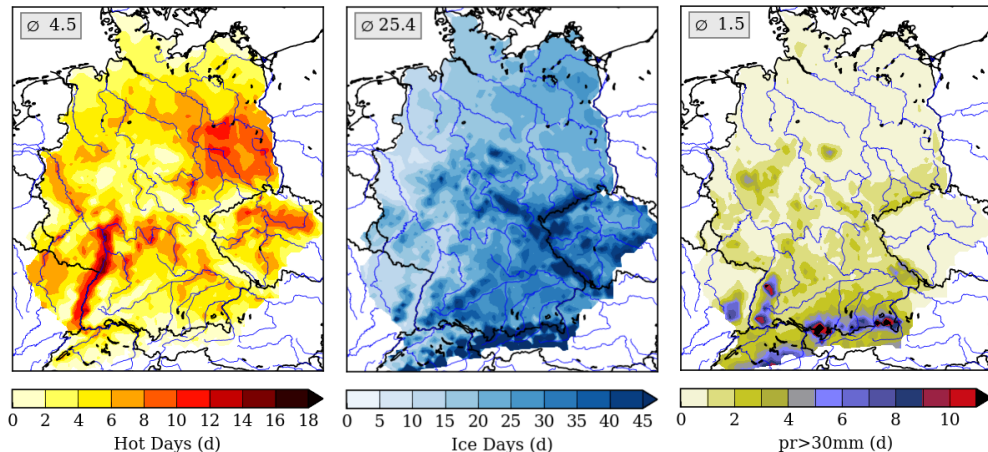 ∅ 4.5
∅ 25.4
∅ 1.5
0 2 4 6 8 10 12 14 16 18
Hot Days (d)
0 5 10 15 20 25 30 35 40 45
Ice Days (d)
0 2 4 6 8 10
pr>30mm (d)